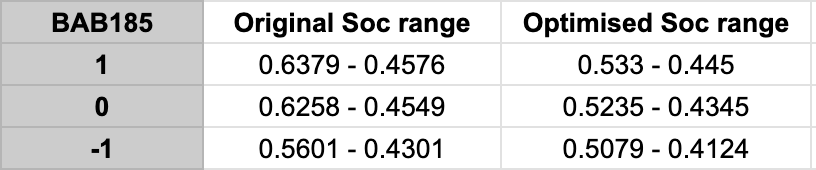 BAB185 Original Soc range Optimised Soc range
1 0.6379 - 0.4576 0.533 - 0.445
0 0.6258 - 0.4549 0.5235 - 0.4345
-1 0.5601 - 0.4301 0.5079 - 0.4124